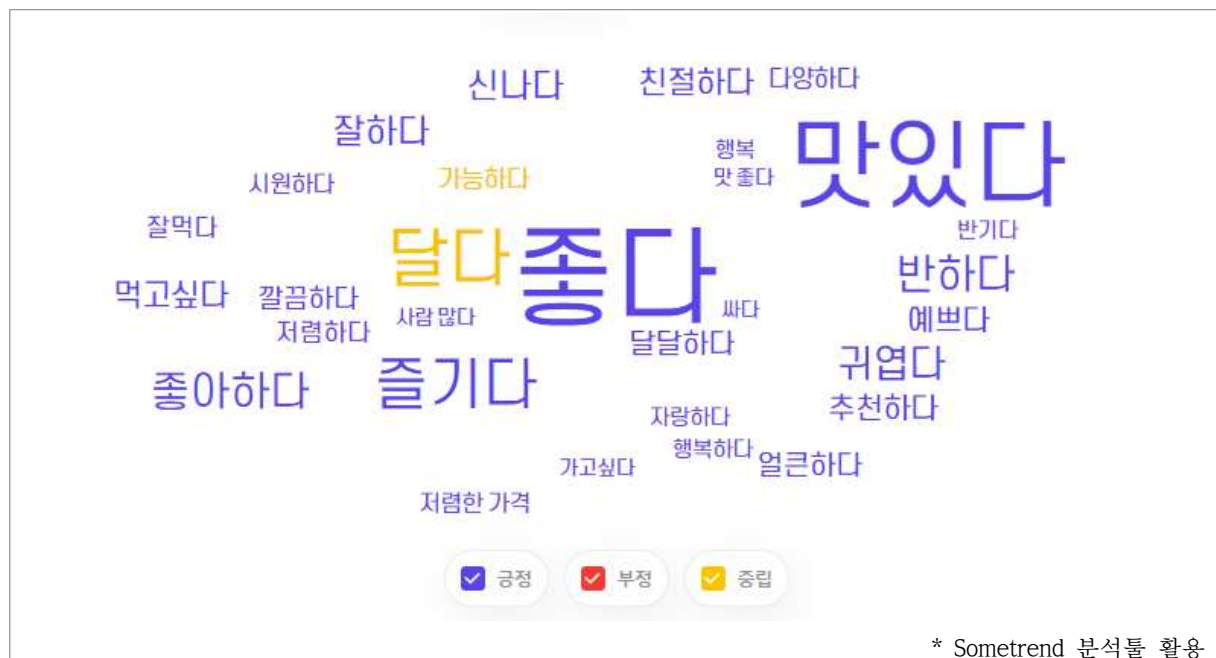 신나다 친절하다 다양하다
잘하다 맛있다
행복
시원하다 가능하다 맛 좋다
잘먹다 달다 좋다 반기다
먹고싶다 깔끔하다 반하다
저렴하다 사람 많다 싸다 예쁘다
달달하다
좋아하다 즐기다 귀엽다
추천하다
자랑하다
행복하다 얼큰하다
가고싶다
저렴한 가격
긍정 부정 중립
* Sometrend 분석툴 활용